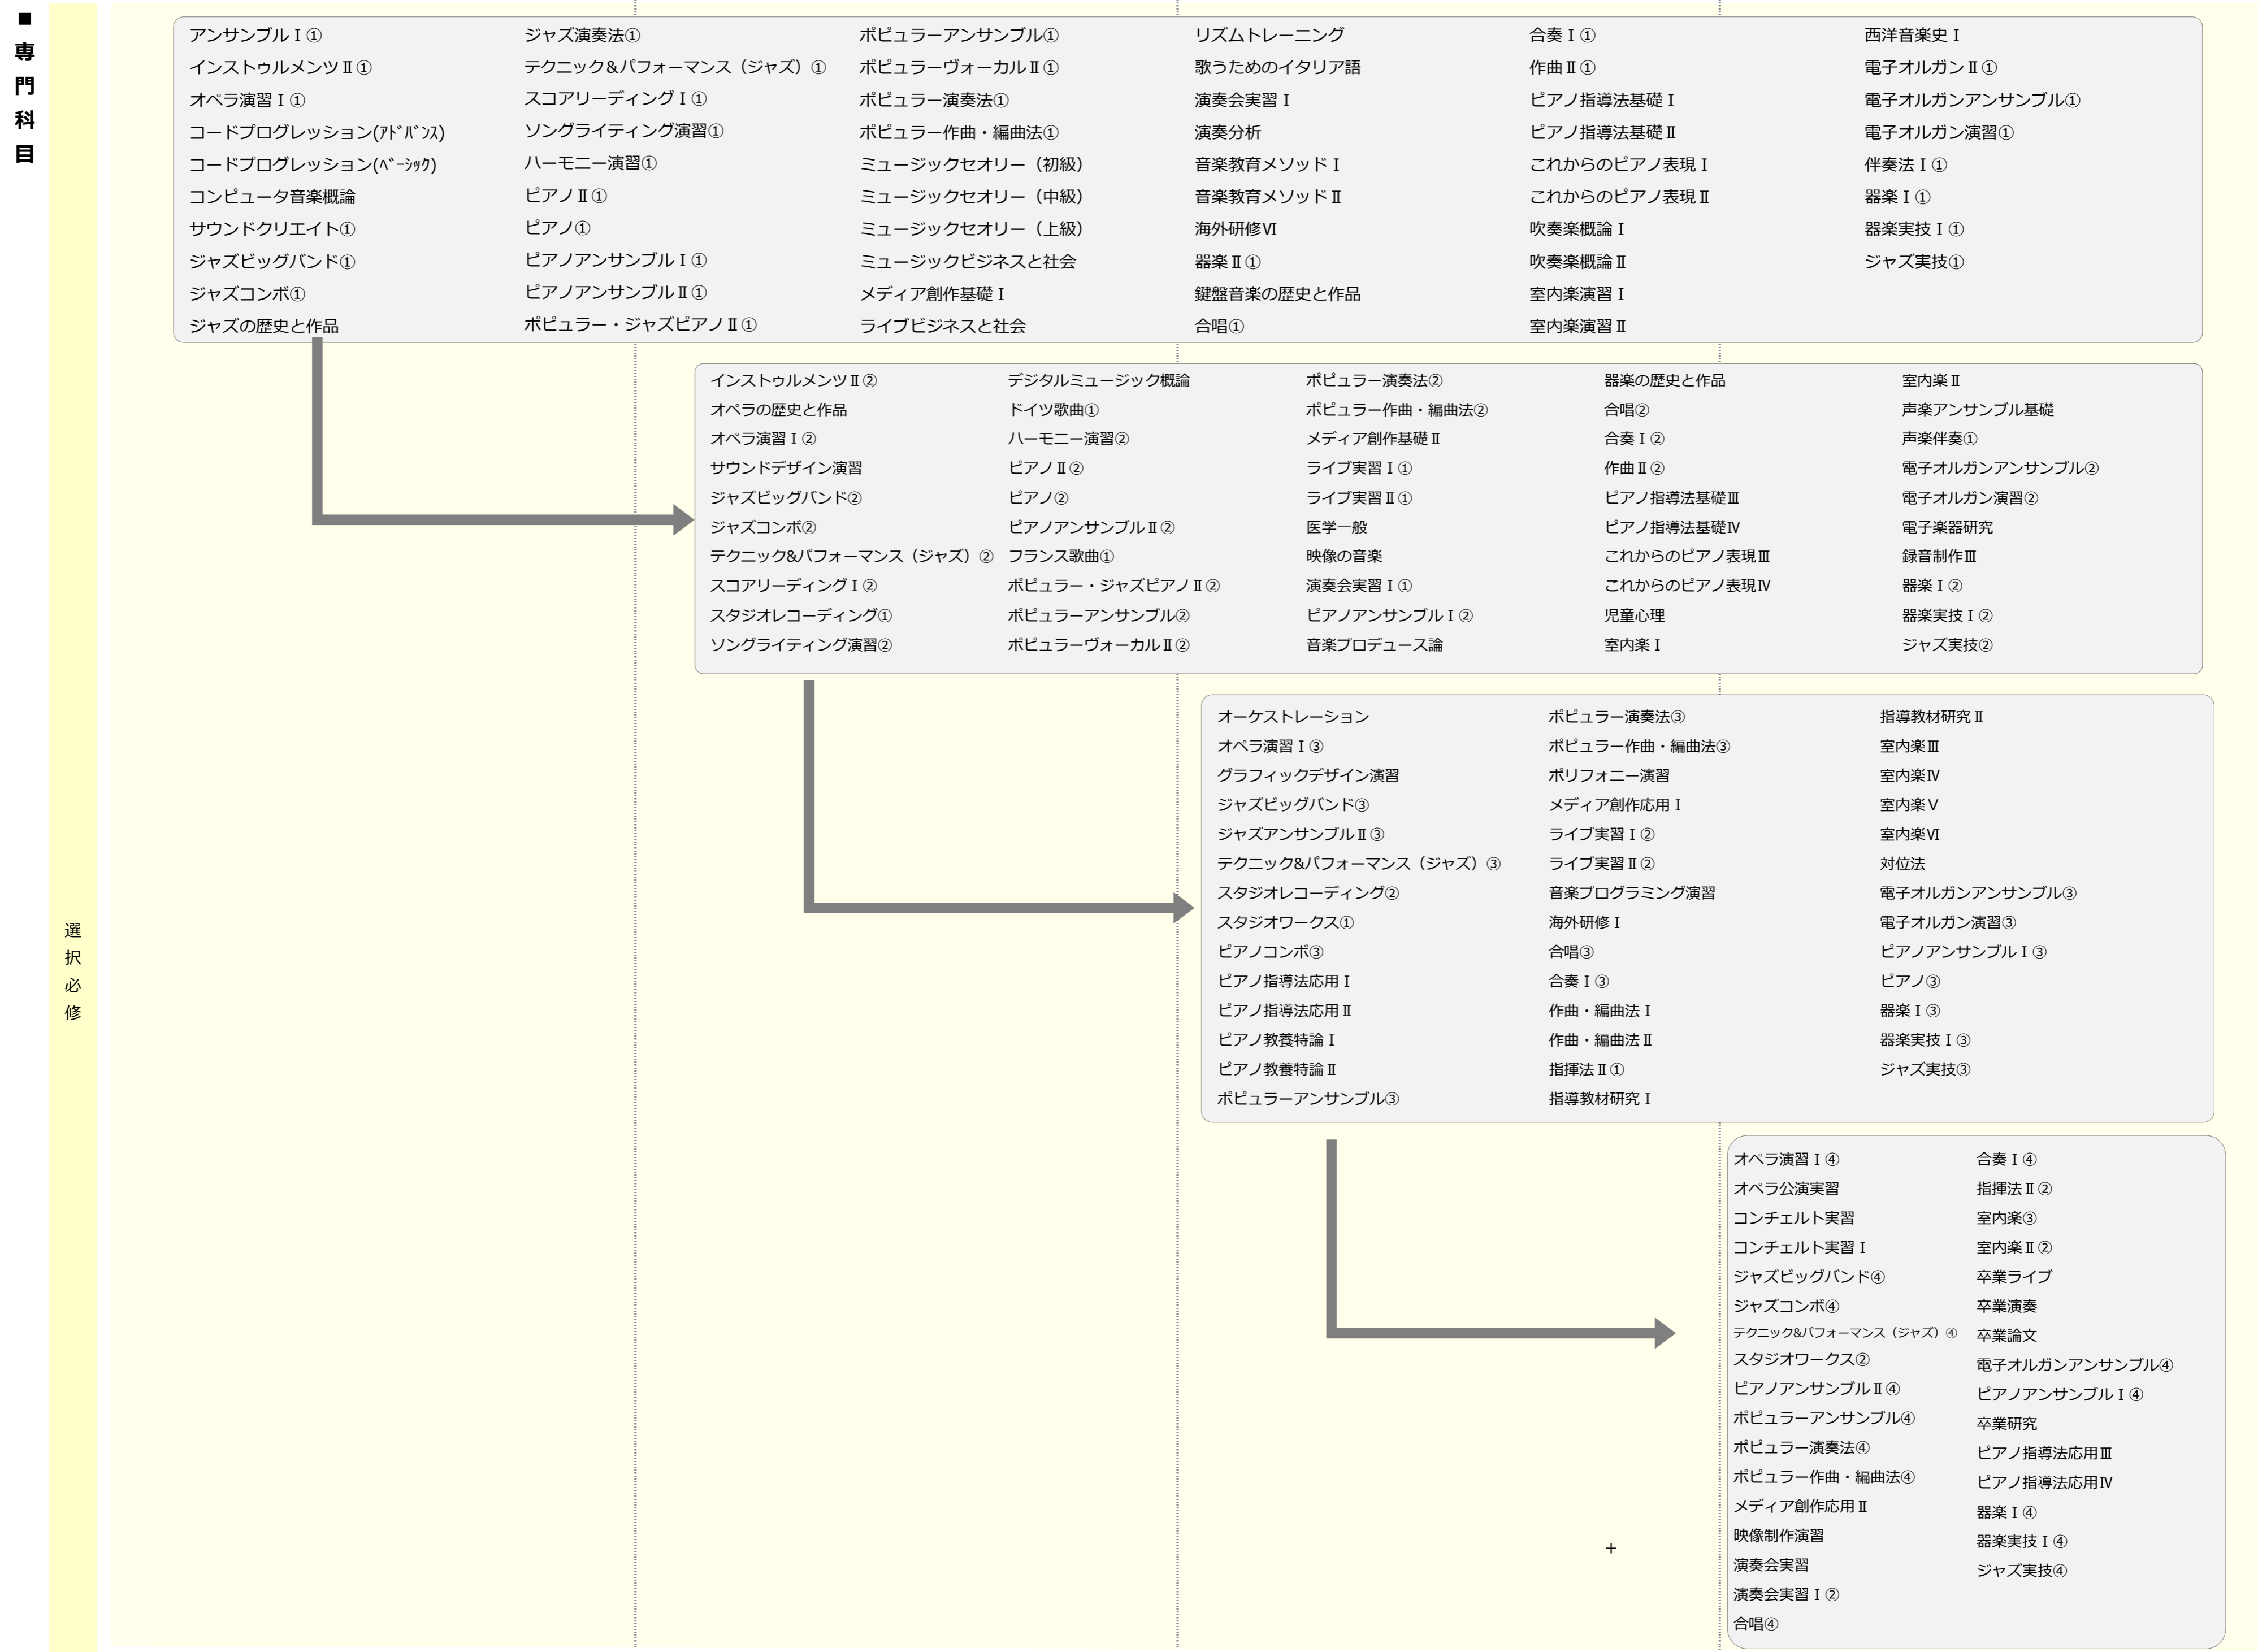 ■専門科目
選択必修
アンサンブルⅠ①
インストゥルメンツⅡ①
オペラ演習Ⅰ①
コードプログレッション(ｱﾄﾞﾊﾞﾝｽ)
コードプログレッション(ﾍﾞｰｼｯｸ)
コンピュータ音楽概論
サウンドクリエイト①
ジャズビッグバンド①
ジャズコンボ①
ジャズの歴史と作品
ジャズ演奏法①
テクニック＆パフォーマンス（ジャズ）①
スコアリーディングⅠ①
ソングライティング演習①
ハーモニー演習①
ピアノⅡ①
ピアノ①
ピアノアンサンブルⅠ①
ピアノアンサンブルⅡ①
ポピュラー・ジャズピアノⅡ①
ポピュラーアンサンブル①
ポピュラーヴォーカルⅡ①
ポピュラー演奏法①
ポピュラー作曲・編曲法①
ミュージックセオリー（初級）
ミュージックセオリー（中級）
ミュージックセオリー（上級）
ミュージックビジネスと社会
メディア創作基礎Ⅰ
ライブビジネスと社会
リズムトレーニング
歌うためのイタリア語
演奏会実習Ⅰ
演奏分析
音楽教育メソッドⅠ
音楽教育メソッドⅡ
海外研修Ⅵ
器楽Ⅱ①
鍵盤音楽の歴史と作品
合唱①
合奏Ⅰ①
作曲Ⅱ①
ピアノ指導法基礎Ⅰ
ピアノ指導法基礎Ⅱ
これからのピアノ表現Ⅰ
これからのピアノ表現Ⅱ
吹奏楽概論Ⅰ
吹奏楽概論Ⅱ
室内楽演習Ⅰ
室内楽演習Ⅱ
西洋音楽史Ⅰ
電子オルガンⅡ①
電子オルガンアンサンブル①
電子オルガン演習①
伴奏法Ⅰ①
器楽Ⅰ①
器楽実技Ⅰ①
ジャズ実技①
インストゥルメンツⅡ②
オペラの歴史と作品
オペラ演習Ⅰ②
サウンドデザイン演習
ジャズビッグバンド②
ジャズコンボ②
テクニック&パフォーマンス（ジャズ）②
スコアリーディングⅠ②
スタジオレコーディング①
ソングライティング演習②
デジタルミュージック概論
ドイツ歌曲①
ハーモニー演習②
ピアノⅡ②
ピアノ②
ピアノアンサンブルⅡ②
フランス歌曲①
ポピュラー・ジャズピアノⅡ②
ポピュラーアンサンブル②
ポピュラーヴォーカルⅡ②
ポピュラー演奏法②
ポピュラー作曲・編曲法②
メディア創作基礎Ⅱ
ライブ実習Ⅰ①
ライブ実習Ⅱ①
医学一般
映像の音楽
演奏会実習Ⅰ①
ピアノアンサンブルⅠ②
音楽プロデュース論
器楽の歴史と作品
合唱②
合奏Ⅰ②
作曲Ⅱ②
ピアノ指導法基礎Ⅲ
ピアノ指導法基礎Ⅳ
これからのピアノ表現Ⅲ
これからのピアノ表現Ⅳ
児童心理
室内楽Ⅰ
室内楽Ⅱ
声楽アンサンブル基礎
声楽伴奏①
電子オルガンアンサンブル②
電子オルガン演習②
電子楽器研究
録音制作Ⅲ
器楽Ⅰ②
器楽実技Ⅰ②
ジャズ実技②
オーケストレーション
オペラ演習Ⅰ③
グラフィックデザイン演習
ジャズビッグバンド③
ジャズアンサンブルⅡ③
テクニック&パフォーマンス（ジャズ）③
スタジオレコーディング②
スタジオワークス①
ピアノコンボ③
ピアノ指導法応用Ⅰ
ピアノ指導法応用Ⅱ
ピアノ教養特論Ⅰ
ピアノ教養特論Ⅱ
ポピュラーアンサンブル③
ポピュラー演奏法③
ポピュラー作曲・編曲法③
ポリフォニー演習
メディア創作応用Ⅰ
ライブ実習Ⅰ②
ライブ実習Ⅱ②
音楽プログラミング演習
海外研修Ⅰ
合唱③
合奏Ⅰ③
作曲・編曲法Ⅰ
作曲・編曲法Ⅱ
指揮法Ⅱ①
指導教材研究Ⅰ
指導教材研究Ⅱ
室内楽Ⅲ
室内楽Ⅳ
室内楽Ⅴ
室内楽Ⅵ
対位法
電子オルガンアンサンブル③
電子オルガン演習③
ピアノアンサンブルⅠ③
ピアノ③
器楽Ⅰ③
器楽実技Ⅰ③
ジャズ実技③
オペラ演習Ⅰ④
オペラ公演実習
コンチェルト実習
コンチェルト実習Ⅰ
ジャズビッグバンド④
ジャズコンボ④
テクニック&パフォーマンス（ジャズ）④
スタジオワークス②
ピアノアンサンブルⅡ④
ポピュラーアンサンブル④
ポピュラー演奏法④
ポピュラー作曲・編曲法④
メディア創作応用Ⅱ
映像制作演習
演奏会実習
演奏会実習Ⅰ②
合唱④
合奏Ⅰ④
指揮法Ⅱ②
室内楽③
室内楽Ⅱ②
卒業ライブ
卒業演奏
卒業論文
電子オルガンアンサンブル④
ピアノアンサンブルⅠ④
卒業研究
ピアノ指導法応用Ⅲ
ピアノ指導法応用Ⅳ
器楽Ⅰ④
器楽実技Ⅰ④
ジャズ実技④
+